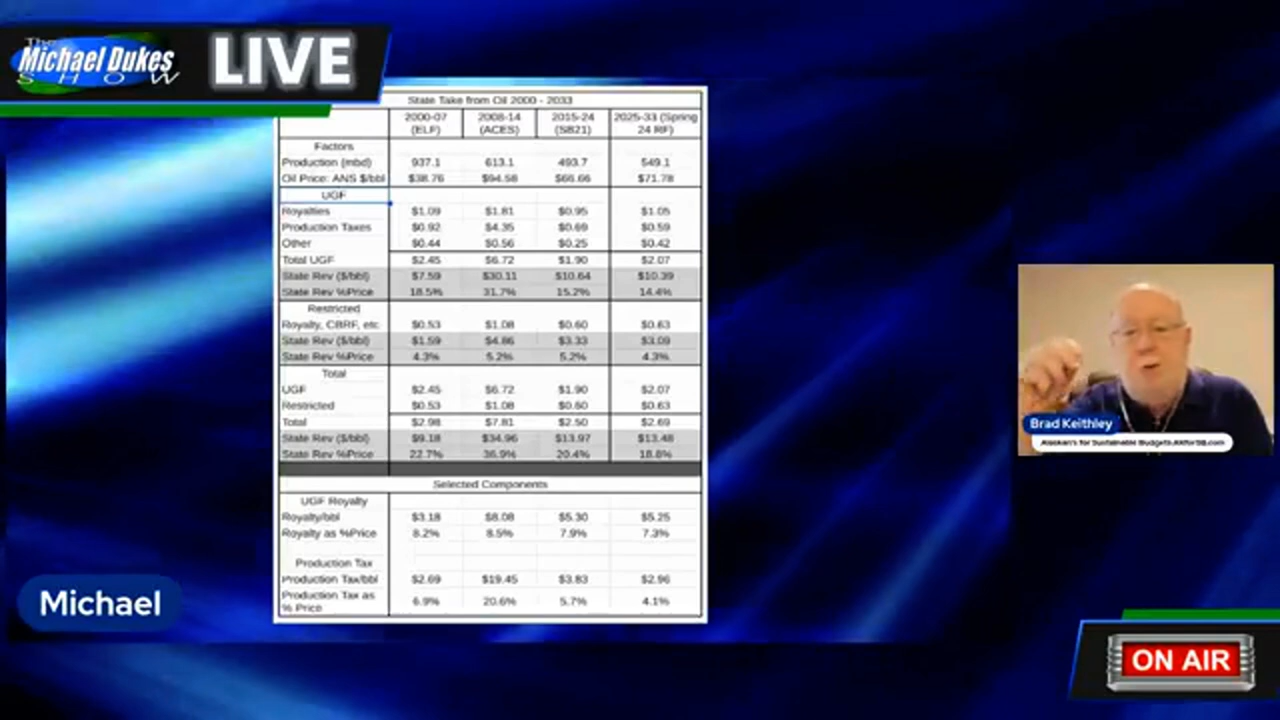 The
Michael Dukes
SHOW
LIVE
State Take from Oil 2000 - 2033
2000-07 (ELF) 2008-14 (ACES) 2015-24 (SB21) 2025-33 (Spring 24 RF)
Factors
Production (mbd) 937.1 613.1 493.7 549.1
Oil Price: ANS $/bbl $38.76 $94.58 $66.66 $71.78
UGF
Royalties $1.09 $1.81 $0.95 $1.05
Production Taxes $0.92 $4.35 $0.69 $0.59
Other $0.44 $0.56 $0.25 $0.42
Total UGF $2.45 $6.72 $1.90 $2.07
State Rev ($/bbl) $7.59 $30.11 $10.64 $10.39
State Rev %Price 18.5% 31.7% 15.2% 14.4%
Restricted
Royalty, CBRF, etc $0.53 $1.08 $0.60 $0.63
State Rev ($/bbl) $1.59 $4.86 $3.33 $3.09
State Rev %Price 4.3% 5.2% 5.2% 4.3%
Total
UGF $2.45 $6.72 $1.90 $2.07
Restricted $0.53 $1.08 $0.60 $0.63
Total $2.98 $7.81 $2.50 $2.69
State Rev ($/bbl) $9.18 $34.96 $13.97 $13.48
State Rev %Price 22.7% 36.9% 20.4% 18.8%
Selected Components
UGF Royalty
Royalty/bbl $3.18 $8.08 $5.30 $5.25
Royalty as %Price 8.2% 8.5% 7.9% 7.3%
Production Tax
Production Tax/bbl $2.69 $19.45 $3.83 $2.96
Production Tax as % Price 6.9% 20.6% 5.7% 4.1%
Brad Keithley
Alaskan's for Sustainable Budgets
Michael
ON AIR